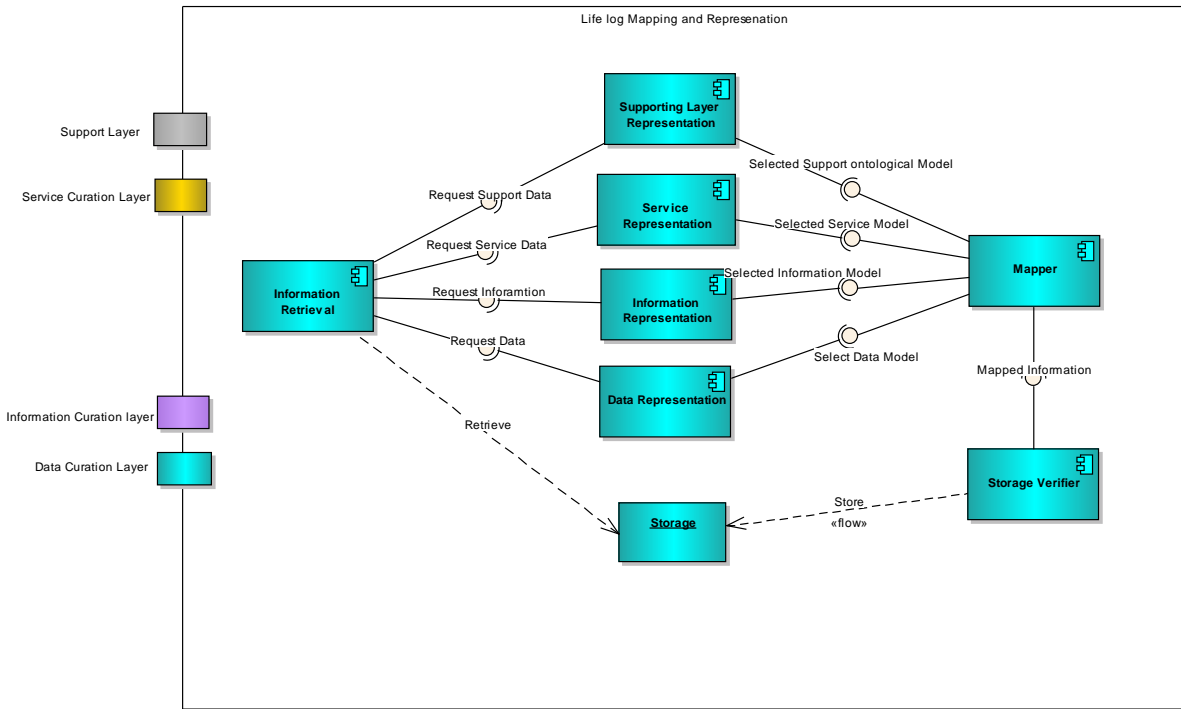 Life log Mapping and Represenation
Supporting Layer
Representation
Support Layer
Selected Support ontological Model
Service Curation Layer
Request Support Data
Service
Representation
Selected Service Model
Request Service Data
Mapper
Selected Information Model
Information
Retrieval
Request Inforamtion
Information
Representation
Request Data
Select Data Model
Mapped Information
Data Representation
Information Curation layer
Retrieve
Data Curation Layer
Storage Verifier
Store
«flow»
Storage